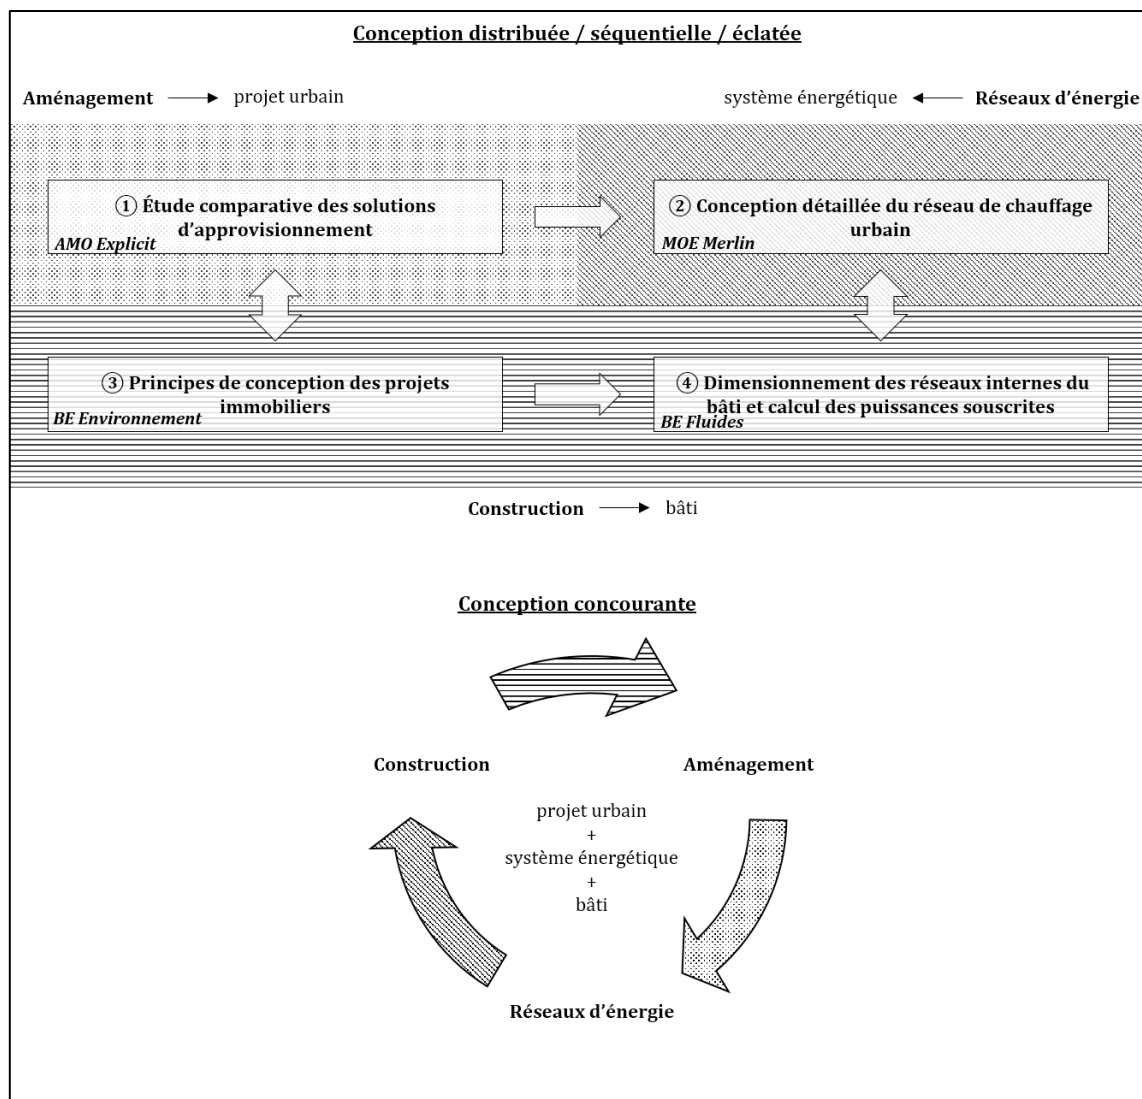 Conception distribuée / séquentielle / éclatée
Aménagement
projet urbain
système énergétique
Réseaux d'énergie
① Étude comparative des solutions
d'approvisionnement
AMO Explicit
② Conception détaillée du réseau de chauffage
urbain
MOE Merlin
③ Principes de conception des projets
immobiliers
BE Environnement
④ Dimensionnement des réseaux internes du
bâti et calcul des puissances souscrites
BE Fluides
Construction
bâti
Conception concourante
Construction
Aménagement
projet urbain
+
système énergétique
+
bâti
Réseaux d'énergie